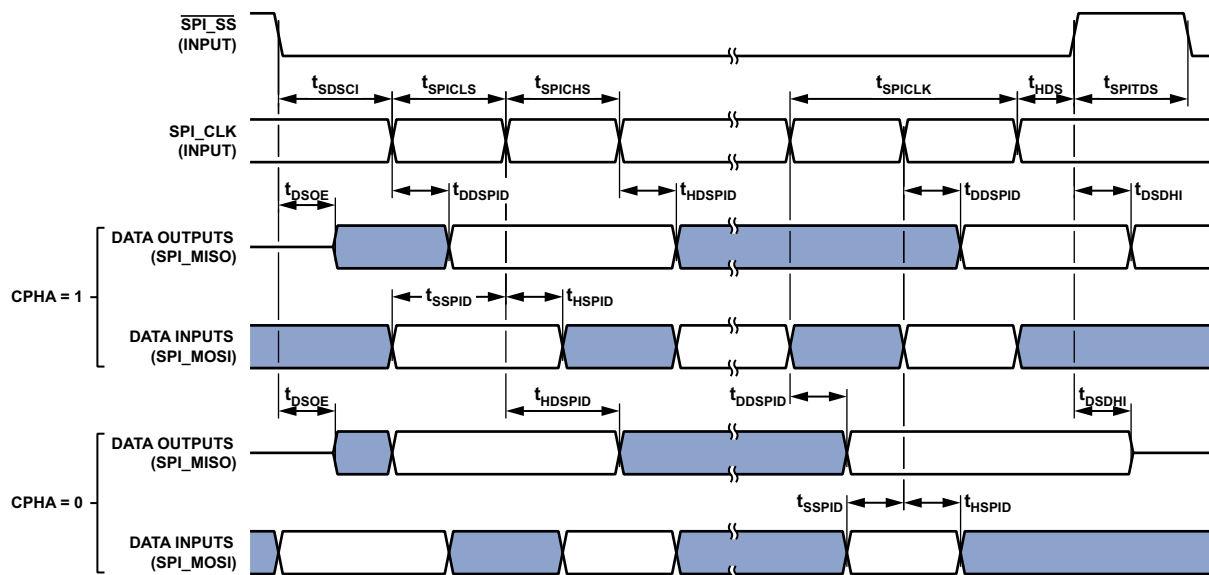 SPI_SS
(INPUT)
tSDSCI tSPICLS tSPICHS tSPICLK tHDS tSPITDS
SPI_CLK
(INPUT)
tDSOE tDDSPID tHDSPID tDDSPID tDSDHI
DATA OUTPUTS
(SPI_MISO)
CPHA = 1
tSSPID tHSPID
DATA INPUTS
(SPI_MOSI)
tDSOE tHDSPID tDDSPID tDSDHI
DATA OUTPUTS
(SPI_MISO)
CPHA = 0
tSSPID tHSPID
DATA INPUTS
(SPI_MOSI)